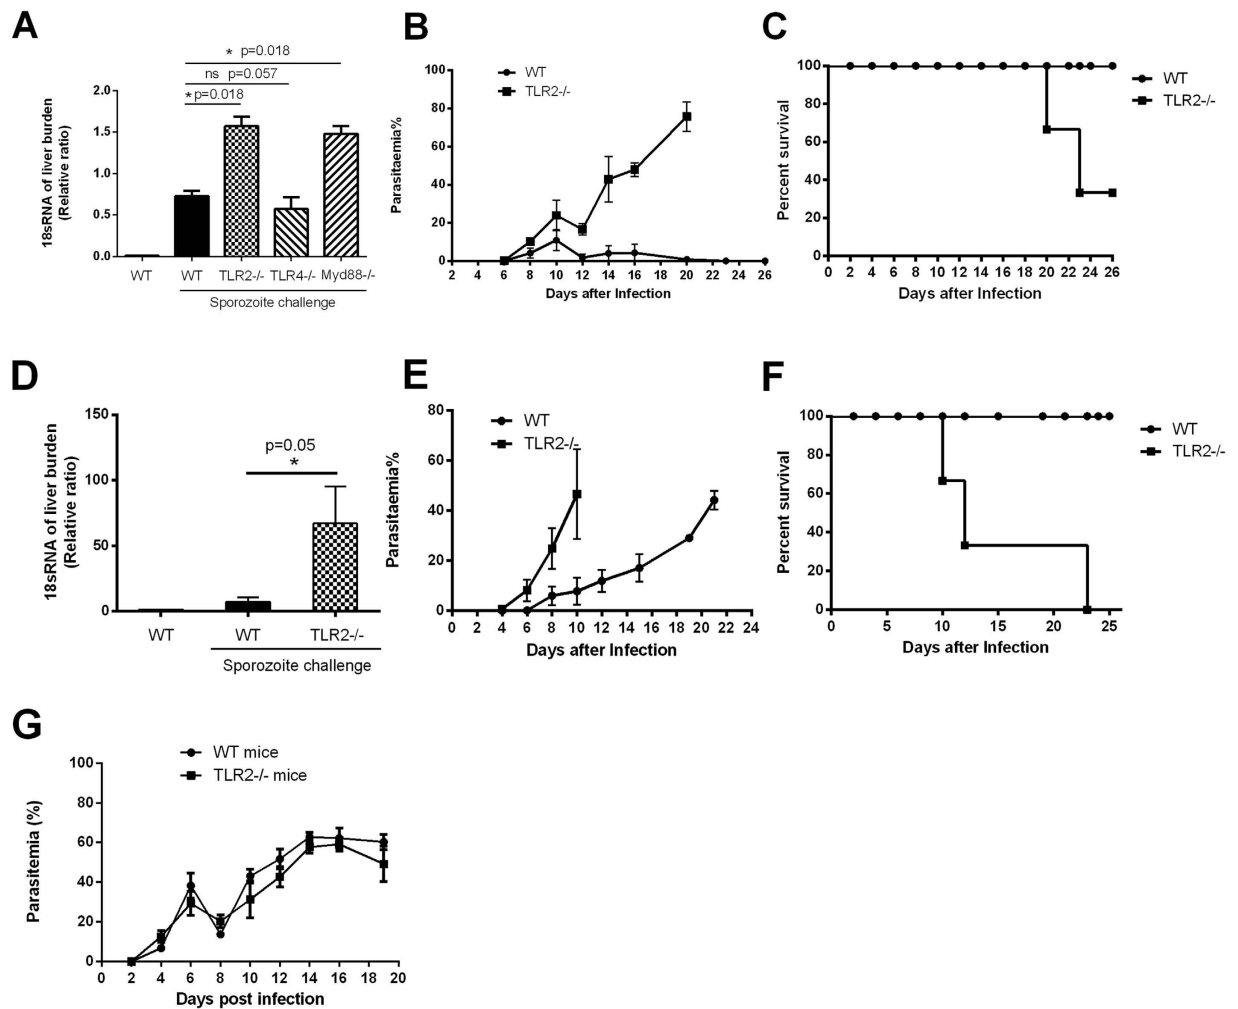 A
* p=0.018
ns p=0.057
*p=0.018
18sRNA of liver burden
(Relative ratio)
2.0
1.5
1.0
0.5
0.0
WT WT TLR2-/- TLR4-/- Myd88-/-
Sporozoite challenge
B
WT
TLR2-/-
Parasitaemia%
100
80
60
40
20
0
2 4 6 8 10 12 14 16 18 20 22 24 26
Days after Infection
C
WT
TLR2-/-
Percent survival
100
80
60
40
20
0
0 2 4 6 8 10 12 14 16 18 20 22 24 26
Days after Infection
D
p=0.05
*
18sRNA of liver burden
(Relative ratio)
150
100
50
0
WT WT TLR2-/-
Sporozoite challenge
E
WT
TLR2-/-
Parasitaemia%
80
60
40
20
0
0 2 4 6 8 10 12 14 16 18 20 22 24
Days after Infection
F
WT
TLR2-/-
Percent survival
100
80
60
40
20
0
0 5 10 15 20 25
Days after Infection
G
WT mice
TLR2-/- mice
Parasitemia (%)
100
80
60
40
20
0
0 2 4 6 8 10 12 14 16 18 20
Days post infection